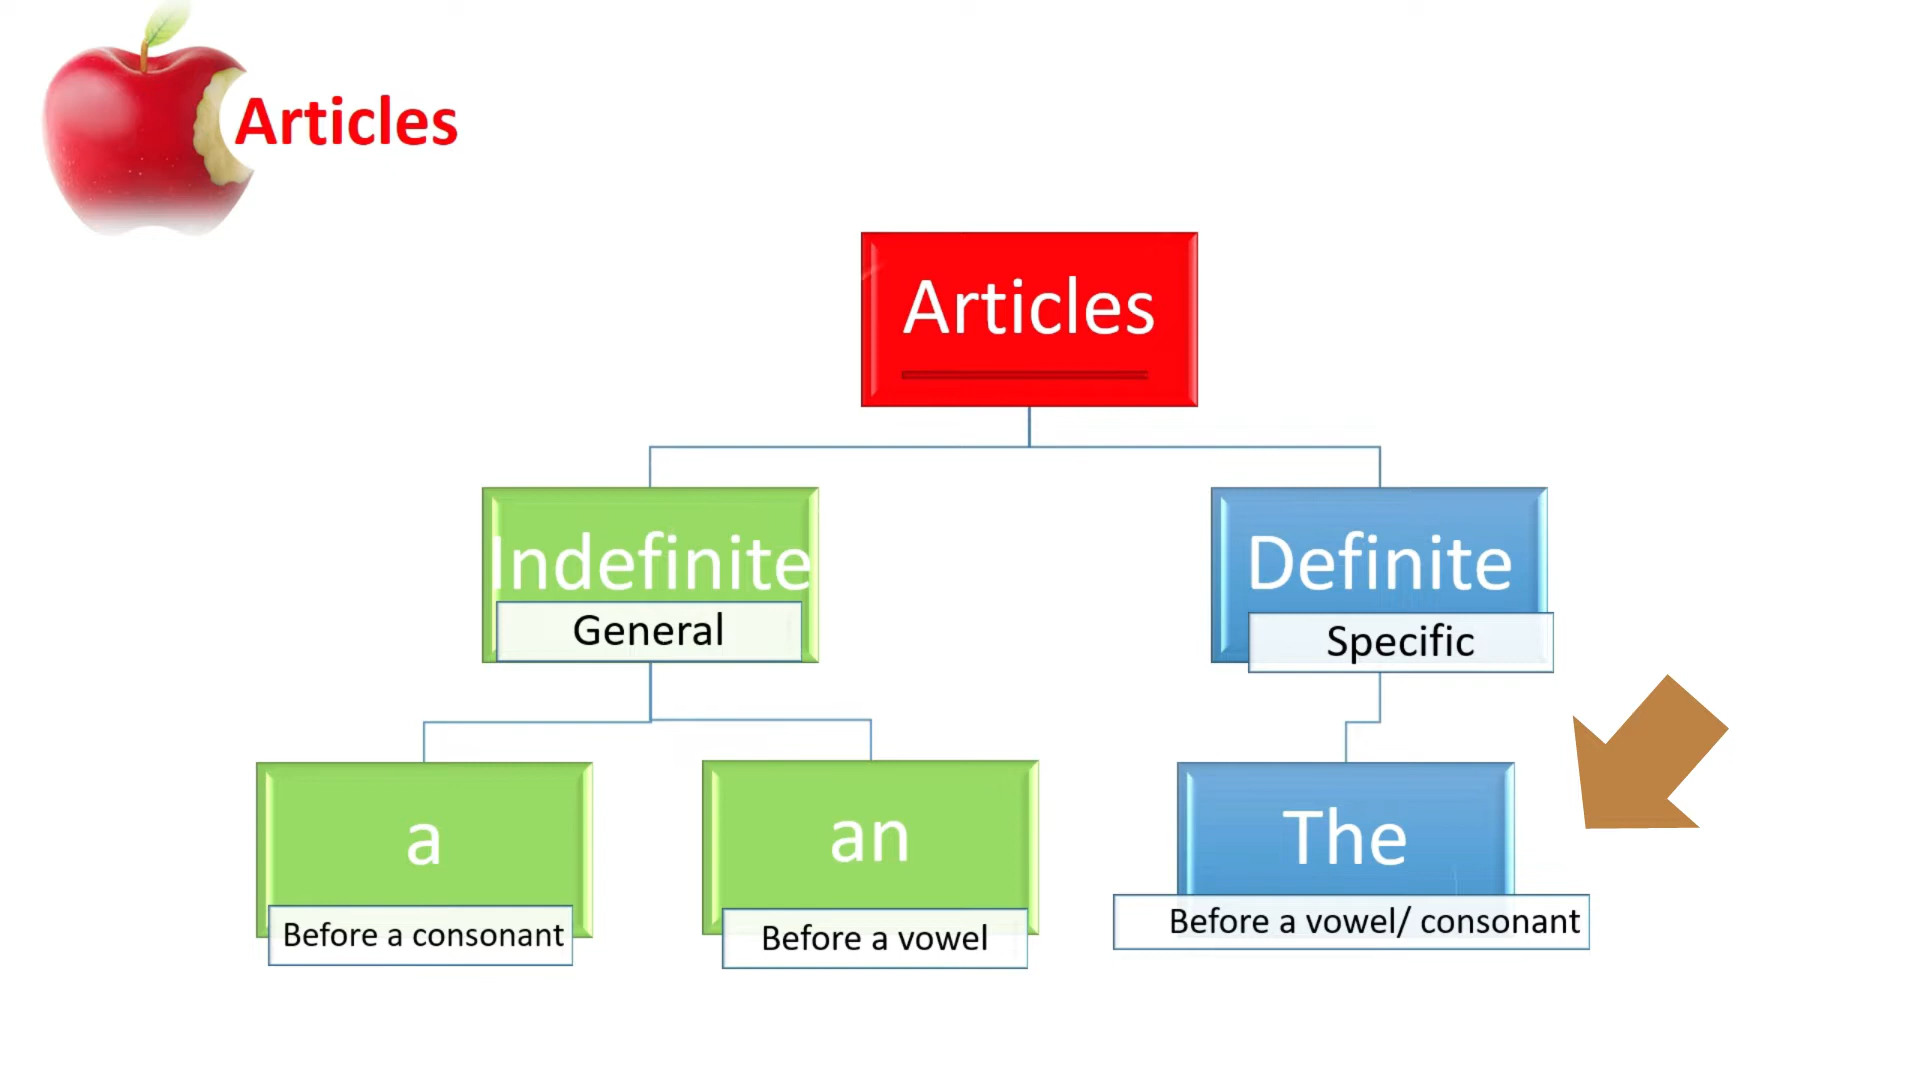 Articles
Articles
Indefinite
General
Definite
Specific
a
Before a consonant
an
Before a vowel
The
Before a vowel/ consonant